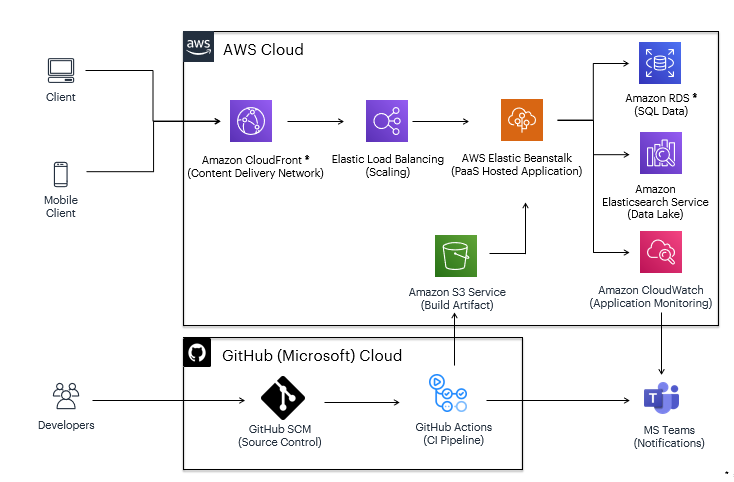 aws
AWS Cloud
Client
Mobile
Client
Amazon CloudFront *
(Content Delivery Network)
Elastic Load Balancing
(Scaling)
AWS Elastic Beanstalk
(PaaS Hosted Application)
Amazon RDS *
(SQL Data)
Amazon
Elasticsearch Service
(Data Lake)
Amazon S3 Service
(Build Artifact)
Amazon CloudWatch
(Application Monitoring)
GitHub (Microsoft) Cloud
Developers
GitHub SCM
(Source Control)
GitHub Actions
(CI Pipeline)
T
MS Teams
(Notifications)
*